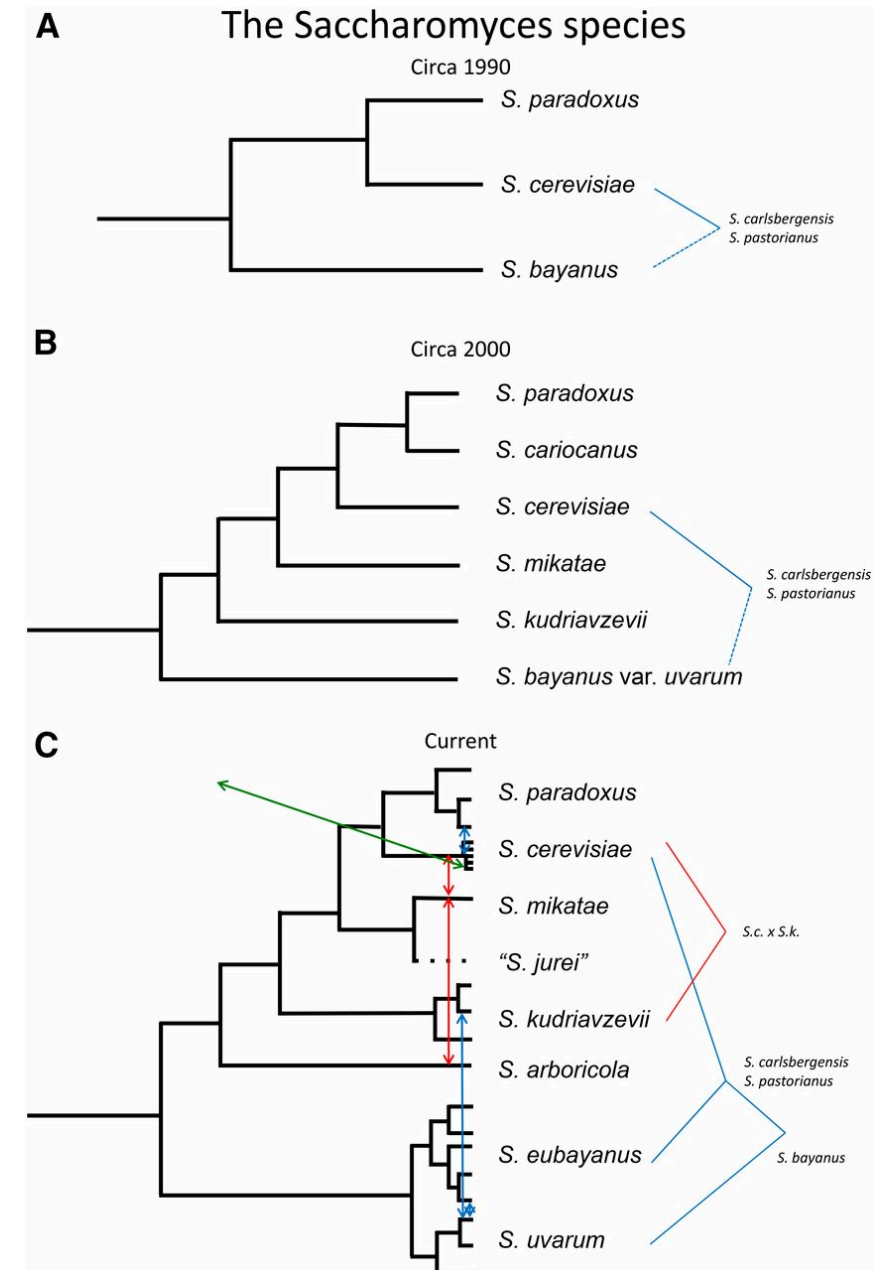 A
The Saccharomyces species
Circa 1990
S. paradoxus
S. cerevisiae
S. carlsbergensis
S. pastorianus
S. bayanus
B
Circa 2000
S. paradoxus
S. cariocanus
S. cerevisiae
S. mikatae
S. carlsbergensis
S. pastorianus
S. kudriavzevii
S. bayanus var. uvarum
C
Current
S. paradoxus
S. cerevisiae
S. mikatae
S.c. x S.k.
“S. jurei”
S. kudriavzevii
S. arboricola
S. carlsbergensis
S. pastorianus
S. eubayanus
S. bayanus
S. uvarum